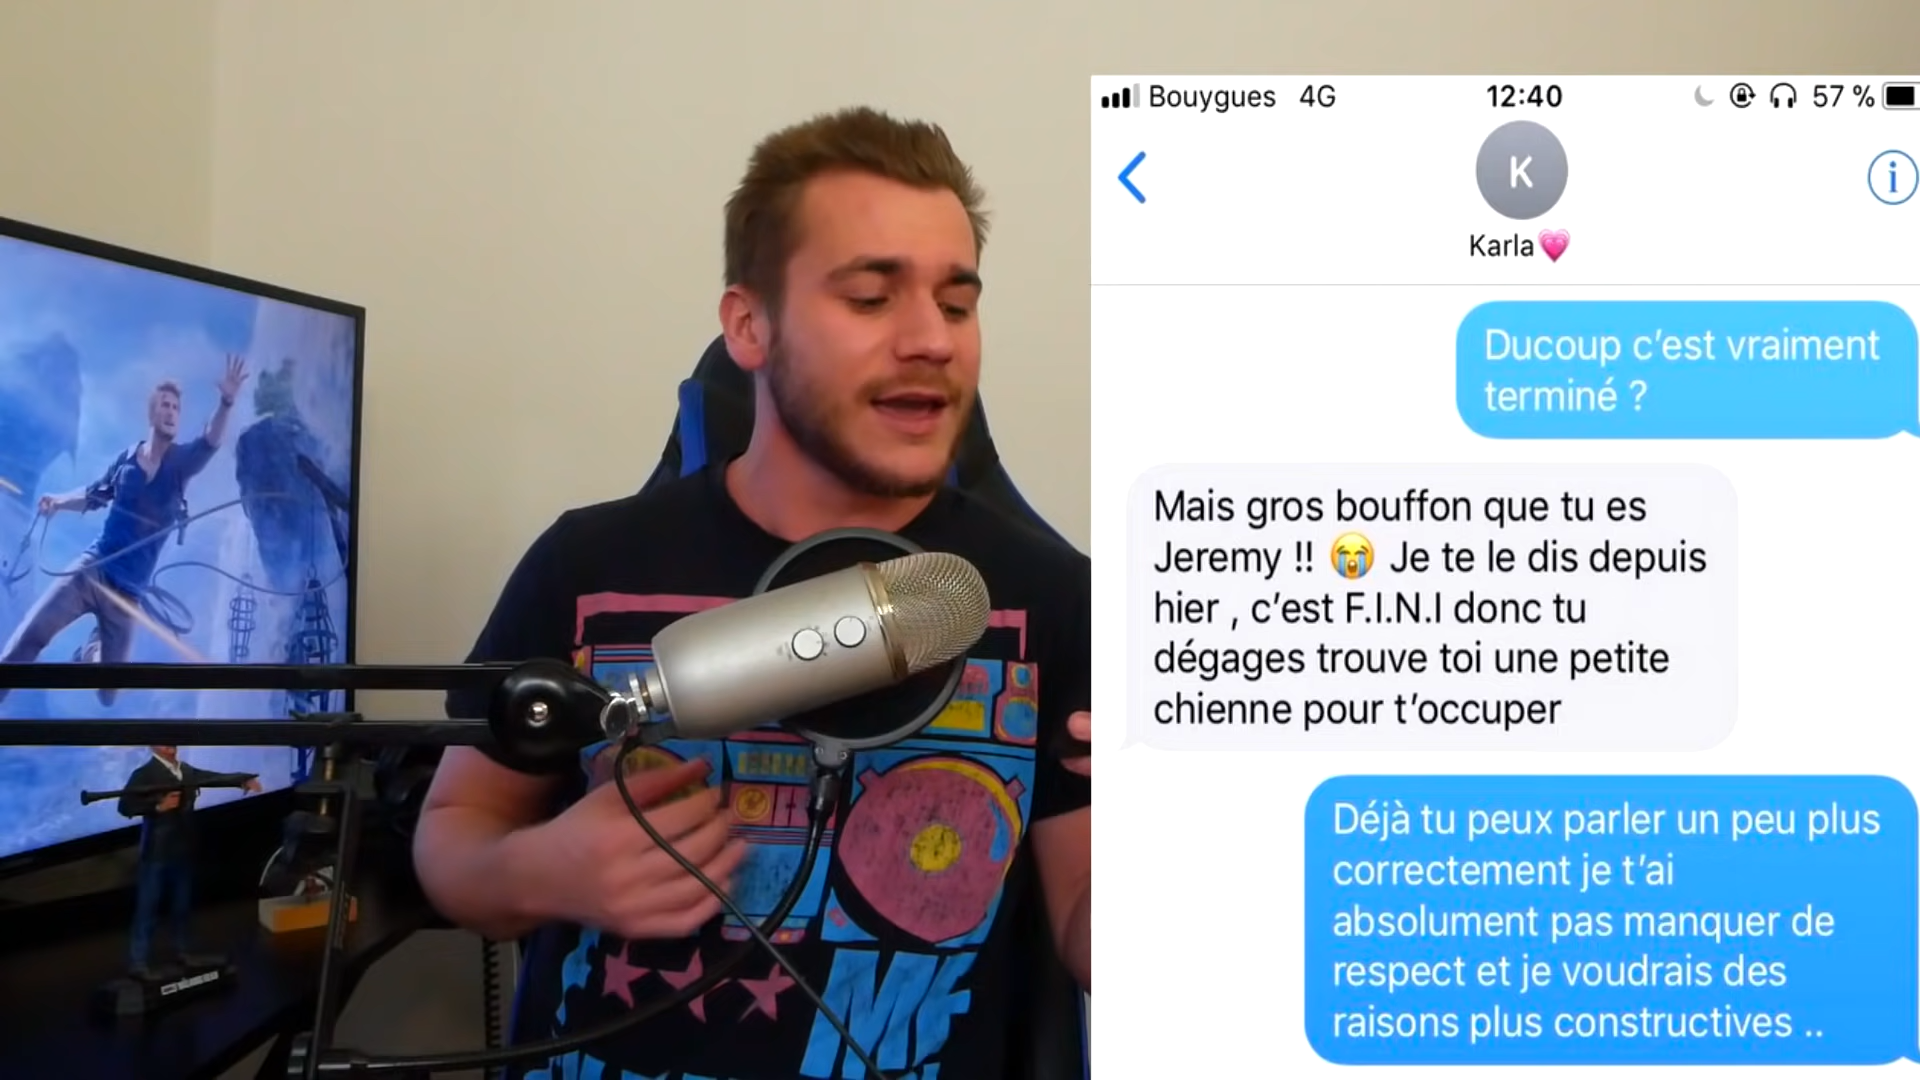 Bouygues 4G 12:40 57 %
K
Karla💗
Ducoup c’est vraiment
terminé ?
Mais gros bouffon que tu es
Jeremy !! 😭 Je te le dis depuis
hier , c’est F.I.N.I donc tu
dégages trouve toi une petite
chienne pour t’occuper
Déjà tu peux parler un peu plus
correctement je t’ai
absolument pas manquer de
respect et je voudrais des
raisons plus constructives ..